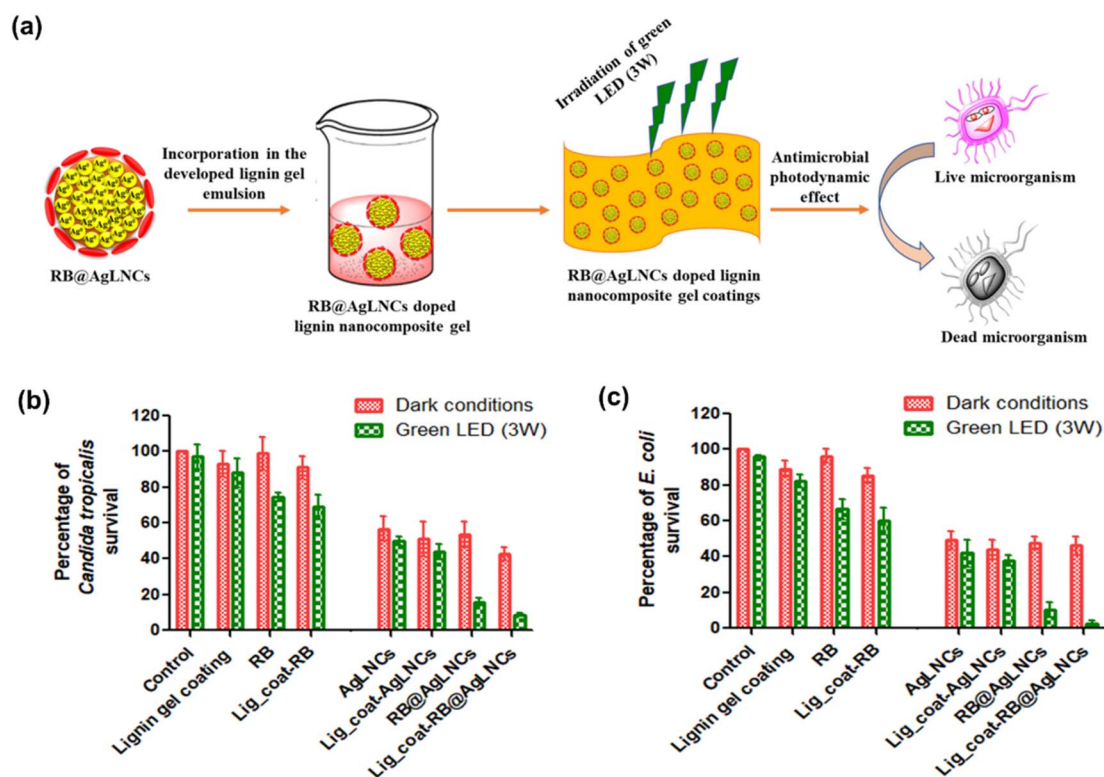 (a)
Irradiation of green
LED (3W)
Incorporation in the
developed lignin gel
emulsion
Antimicrobial
photodynamic
effect
Live microorganism
RB@AgLNCs
RB@AgLNCs doped
lignin nanocomposite gel
RB@AgLNCs doped lignin
nanocomposite gel coatings
Dead microorganism
(b)
Dark conditions
Green LED (3W)
Percentage of
Candida tropicalis
survival
120
100
80
60
40
20
0
Control
Lignin gel coating
RB
Lig_coat-RB
AgLNCs
Lig_coat-AgLNCs
RB@AgLNCs
Lig_coat-RB@AgLNCs
(c)
Dark conditions
Green LED (3W)
Percentage of E. coli
survival
120
100
80
60
40
20
0
Control
Lignin gel coating
RB
Lig_coat-RB
AgLNCs
Lig_coat-AgLNCs
RB@AgLNCs
Lig_coat-RB@AgLNCs